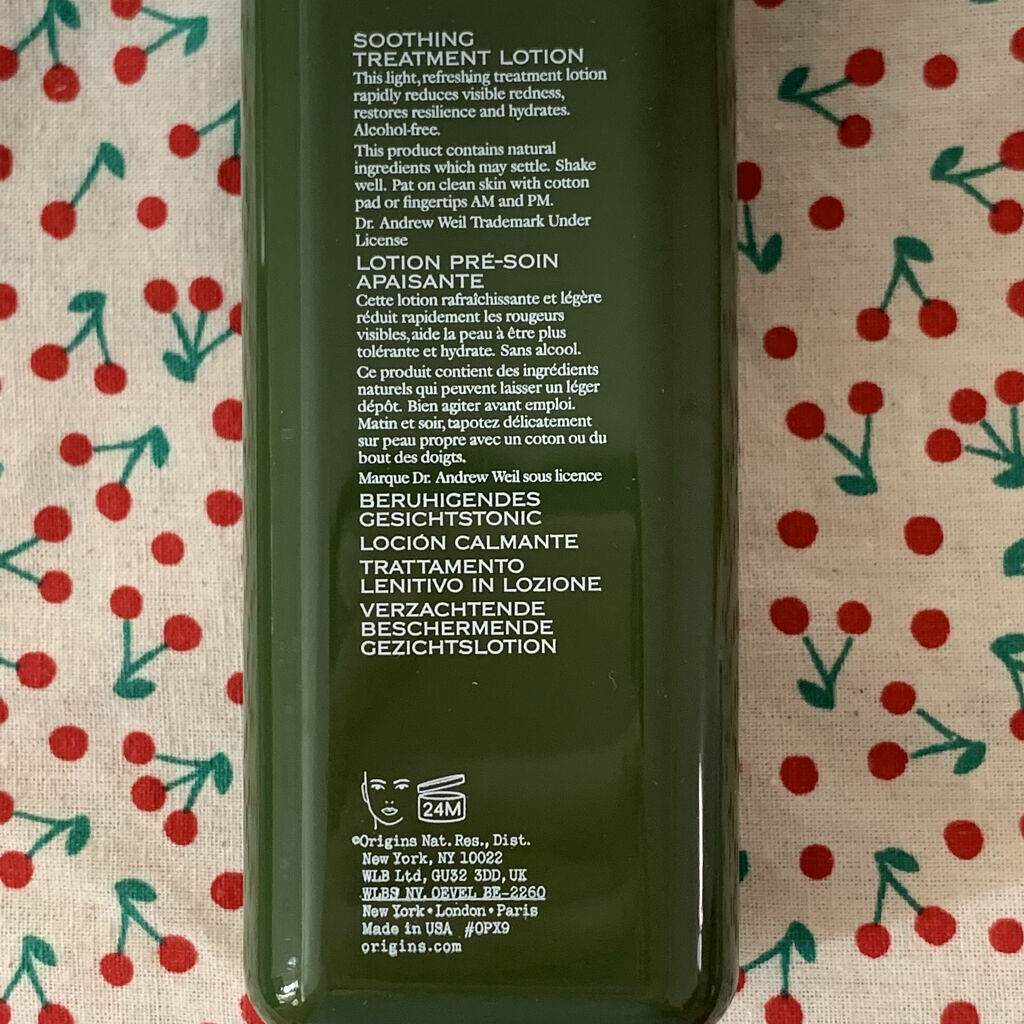 SOOTHING
TREATMENT LOTION
This light, refreshing treatment lotion
rapidly reduces visible redness,
restores resilience and hydrates.
Alcohol-free.
This product contains natural
ingredients which may settle. Shake
well. Pat on clean skin with cotton
pad or fingertips AM and PM.
Dr. Andrew Weil Trademark Under
License
LOTION PRÉ-SOIN
APAISANTE
Cette lotion rafraîchissante et légère
réduit rapidement les rougeurs
visibles, aide la peau à être plus
tolérante et hydrate. Sans alcool.
Ce produit contient des ingrédients
naturels qui peuvent laisser un léger
dépôt. Bien agiter avant emploi.
Matin et soir, tapotez délicatement
sur peau propre avec un coton ou du
bout des doigts.
Marque Dr. Andrew Weil sous licence
BERUHIGENDES
GESICHTSTONIC
LOCIÓN CALMANTE
TRATTAMENTO
LENITIVO IN LOZIONE
VERZACHTENDE
BESCHERMENDE
GEZICHTSLOTION
24M
©Origins Nat. Res., Dist.
New York, NY 10022
WLB Ltd, GU32 3DD, UK
WLBS NV. OEVEL BE-2260
New York • London • Paris
Made in USA #0PX9
origins.com